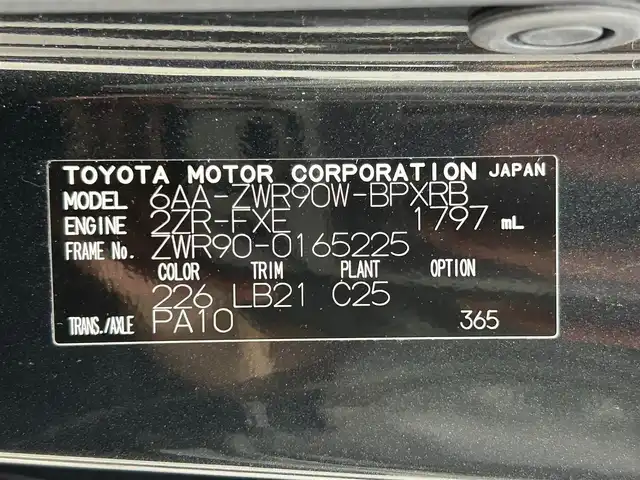 TOYOTA MOTOR CORPORATION JAPAN
MODEL 6AA-ZWR90W-BPXRB
ENGINE 2ZR-FXE 1797 mL
FRAME No. ZWR90-0165225
COLOR TRIM PLANT OPTION
226 LB21 C25
TRANS./AXLE PA10 365